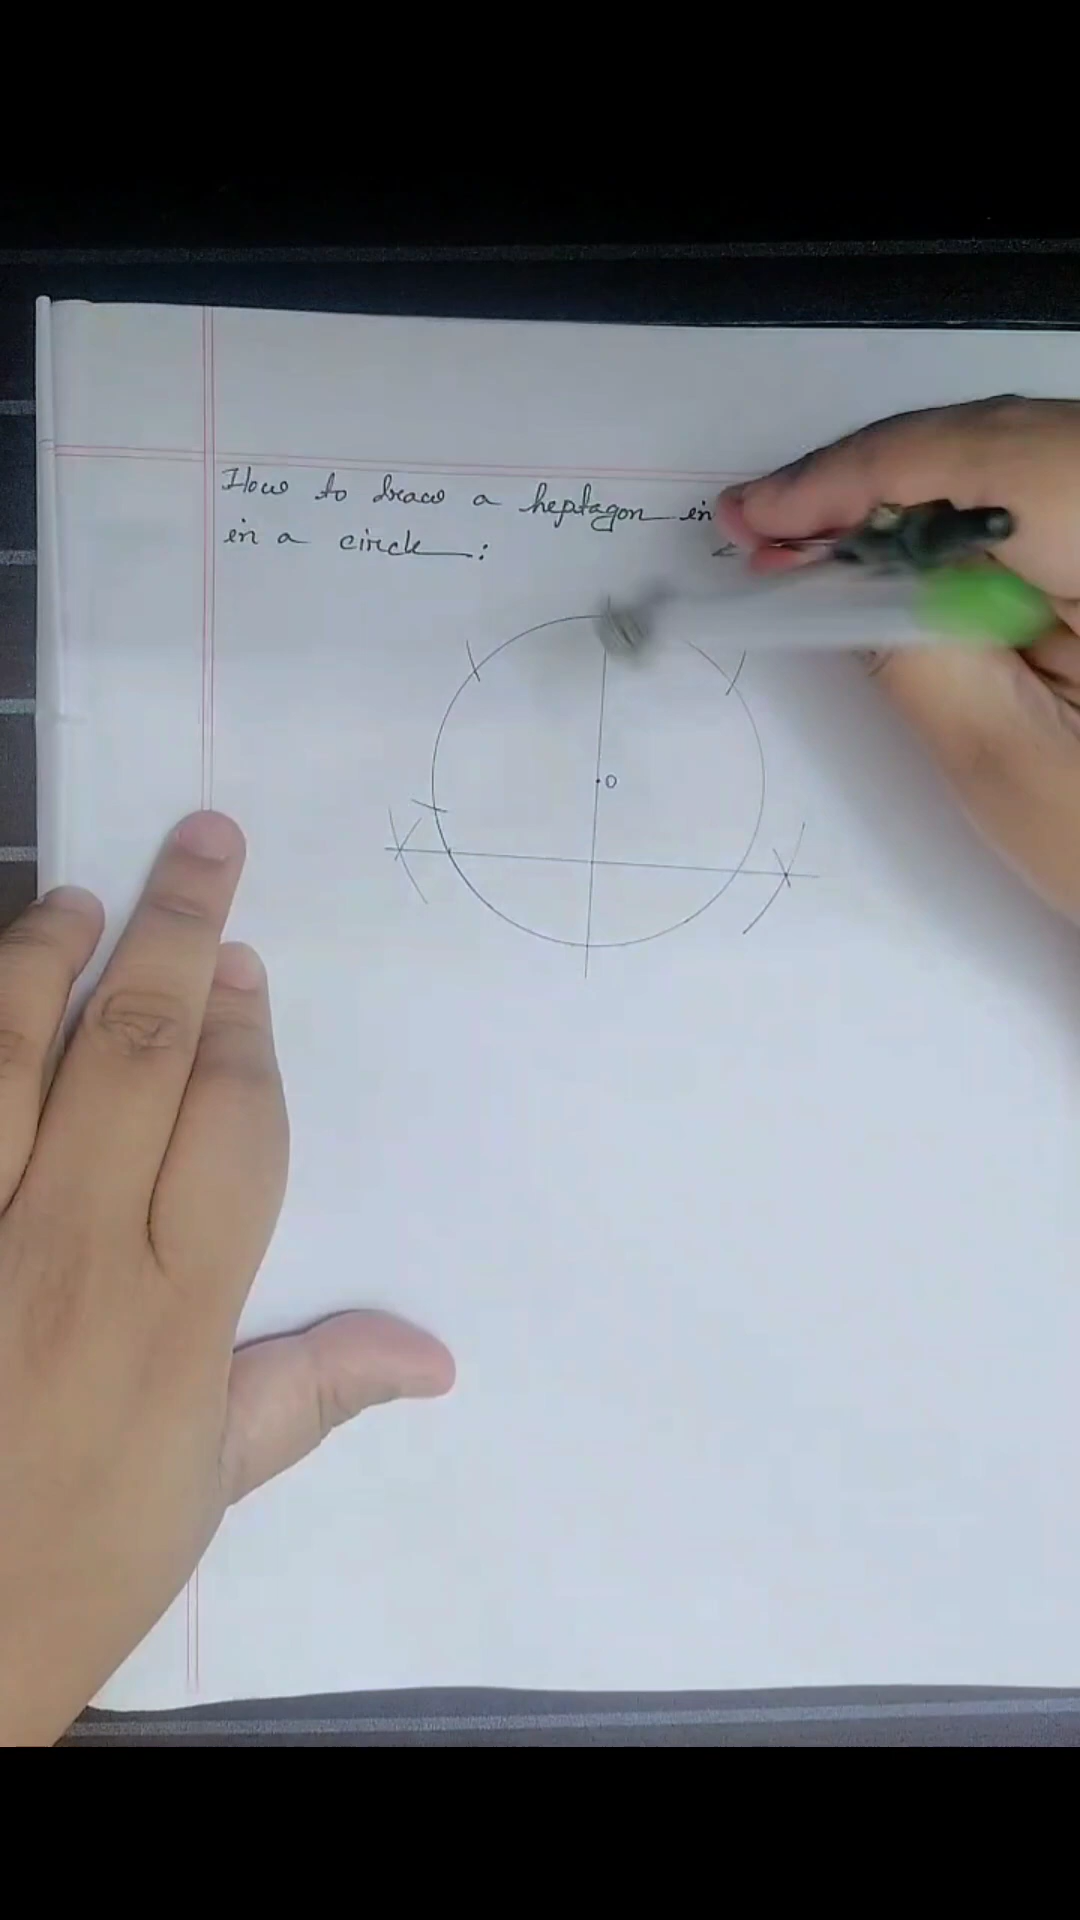 How to draw a heptagon in
in a circle :
O